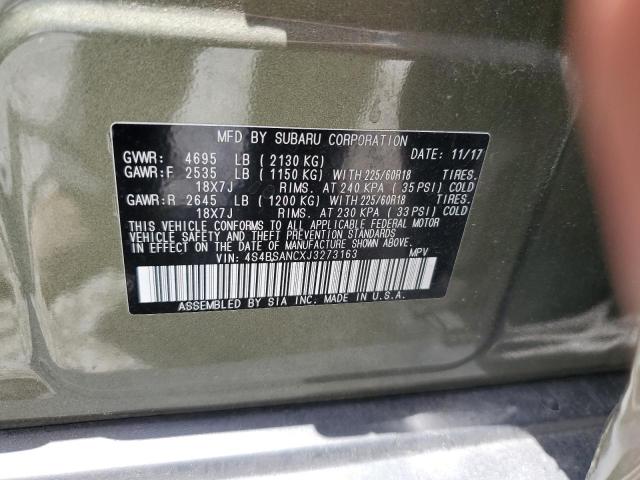 MFD BY SUBARU CORPORATION
GVWR: 4695 LB (2130 KG) DATE: 11/17
GAWR:F 2535 LB (1150 KG) WITH 225/60R18 TIRES.
18X7J RIMS. AT 240 KPA (35 PSI) COLD
GAWR:R 2645 LB (1200 KG) WITH 225/60R18 TIRES.
18X7J RIMS. AT 230 KPA (33 PSI) COLD
THIS VEHICLE CONFORMS TO ALL APPLICABLE FEDERAL MOTOR
VEHICLE SAFETY AND THEFT PREVENTION STANDARDS
IN EFFECT ON THE DATE OF MANUFACTURE SHOWN ABOVE.
VIN: 4S4BSANCXJ3273163 MPV
ASSEMBLED BY SIA INC. MADE IN U.S.A.